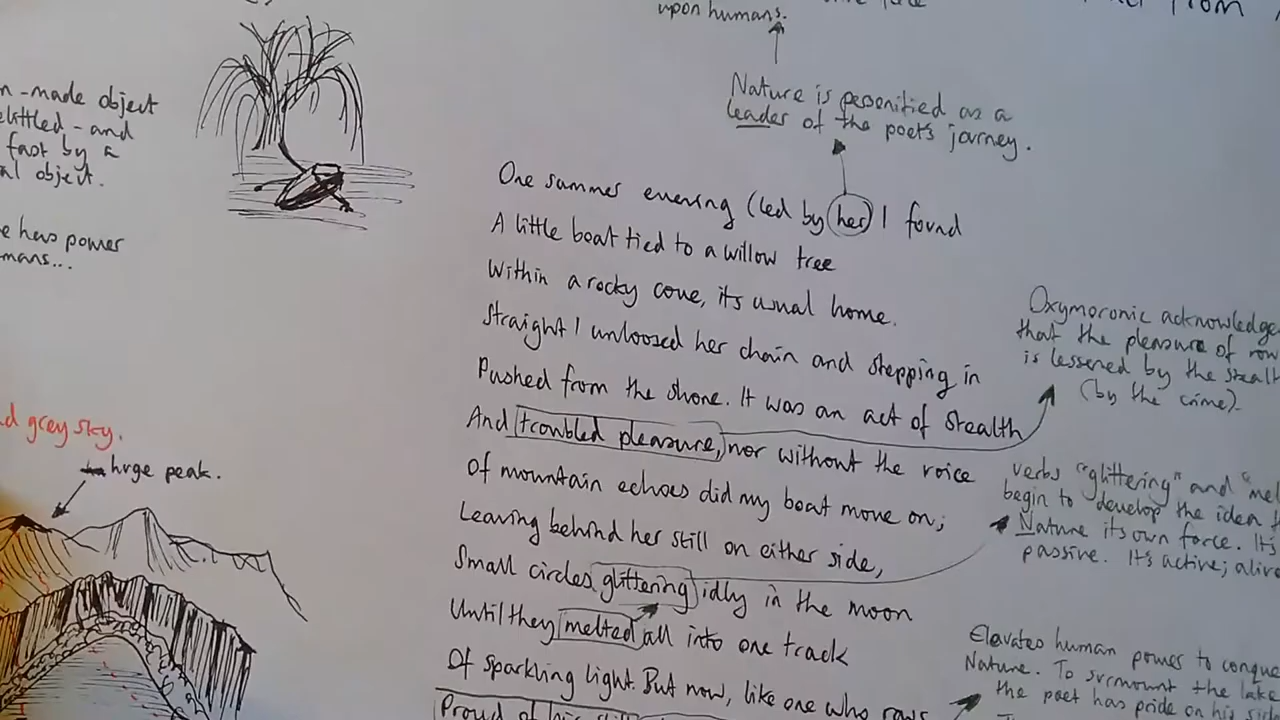 upon humans.
from
Nature is personified as a
leader of the poet's journey.
n-made object
elittled - and
fast by a
al object.
e has power
mans...
One summer evening (led by her) I found
A little boat tied to a willow tree
Within a rocky cove, its usual home.
Straight I unloosed her chain and stepping in
Pushed from the shore. It was an act of stealth
And troubled pleasure, nor without the voice
Of mountain echoes did my boat move on;
Leaving behind her still on either side,
Small circles glittering idly in the moon
Until they melted all into one track
Of sparkling light. But now, like one who rows
Proud of his skill
Oxymoronic acknowledge
that the pleasure of row
is lessened by the stealt
(by the crime).
verbs "glittering" and "mel
begin to develop the idea t
Nature its own force. It's
passive. It's active; alive
Elevates human power to conque
Nature. To surmount the lake
the poet has pride on his side
d grey sky.
huge peak.